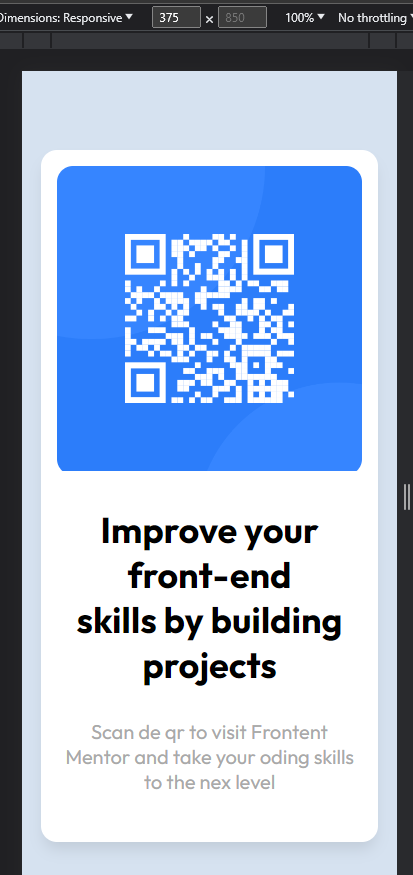 Dimensions: Responsive ▼ 375 × 850 100% ▼ No throttling
Improve your
front-end
skills by building
projects
Scan de qr to visit Frontent
Mentor and take your oding skills
to the nex level